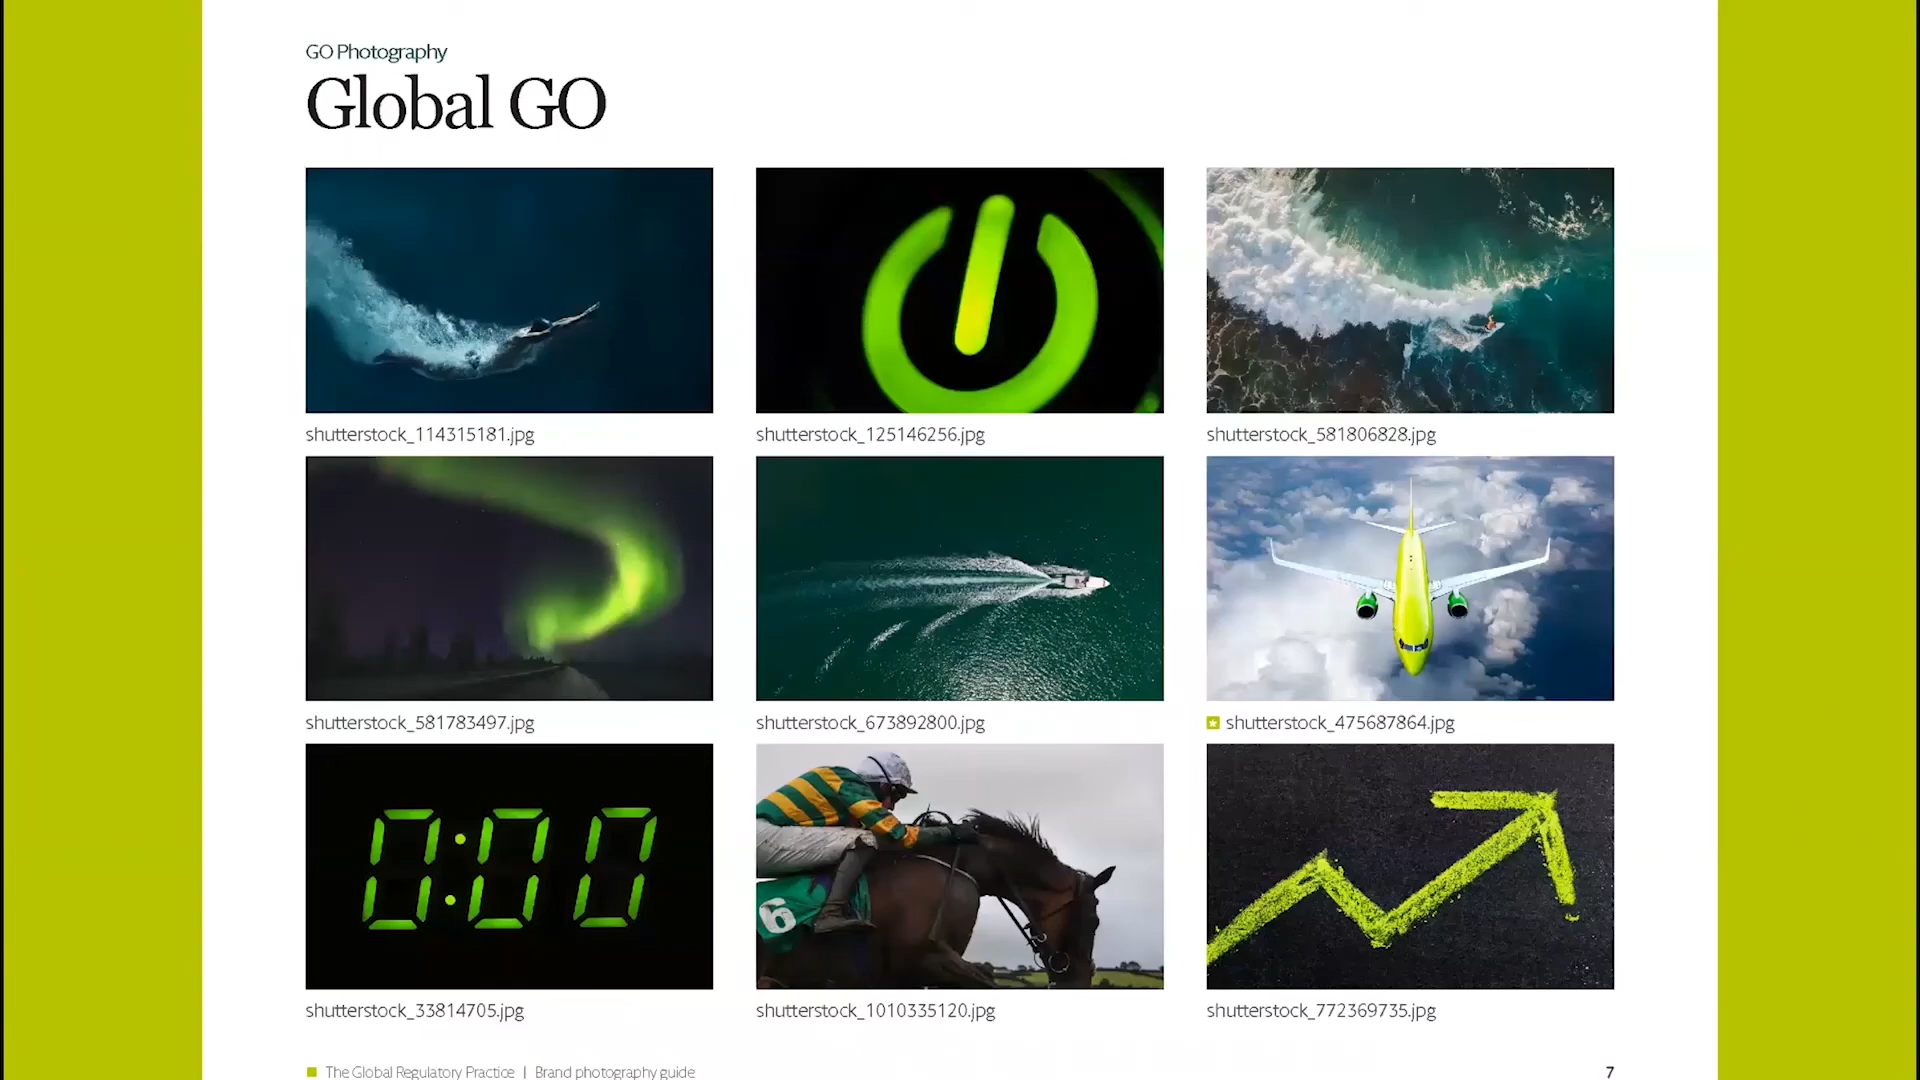 GO Photography
Global GO
shutterstock_114315181.jpg
shutterstock_125146256.jpg
shutterstock_581806828.jpg
shutterstock_581783497.jpg
shutterstock_673892800.jpg
shutterstock_475687864.jpg
0:00
6
shutterstock_33814705.jpg
shutterstock_1010335120.jpg
shutterstock_772369735.jpg
The Global Regulatory Practice | Brand photography guide
7